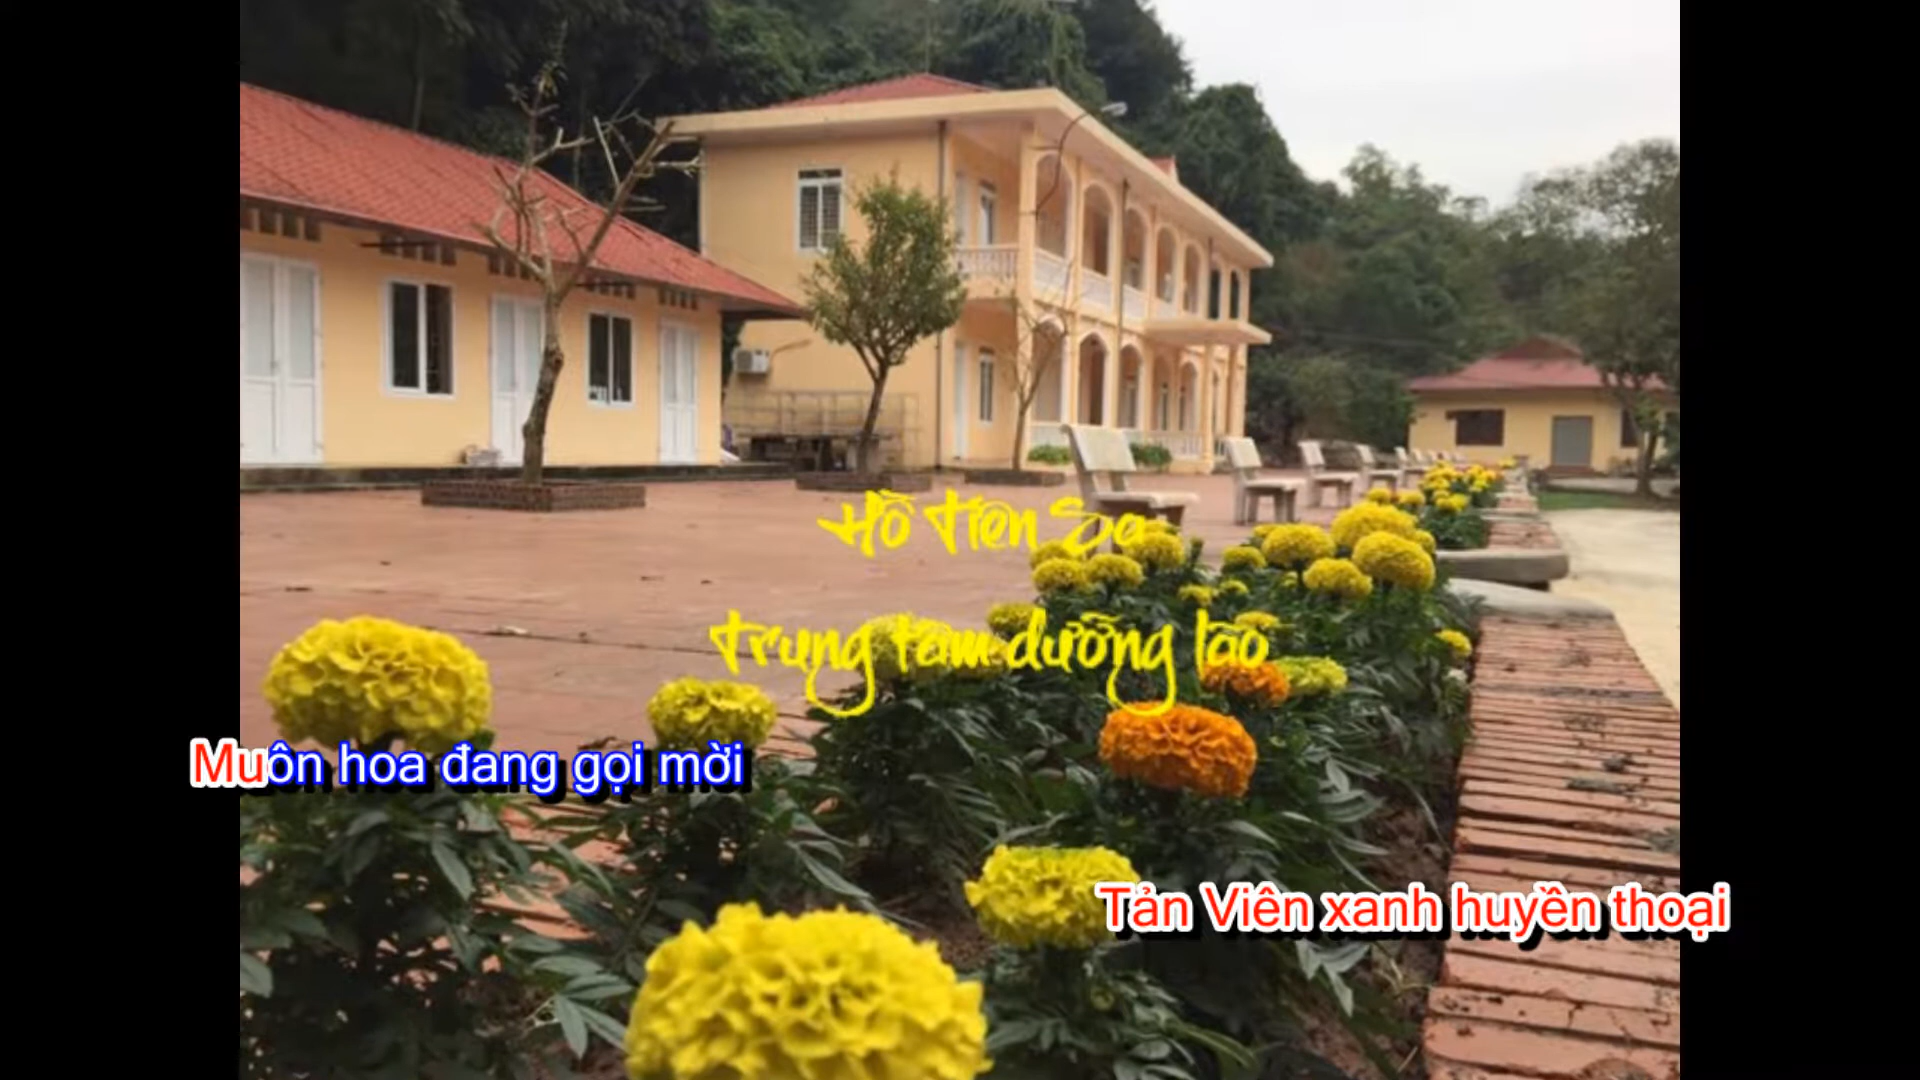 Hồ Tiên Sa
Trung tâm dưỡng lão
Muôn hoa đang gọi mời
Tản Viên xanh huyền thoại